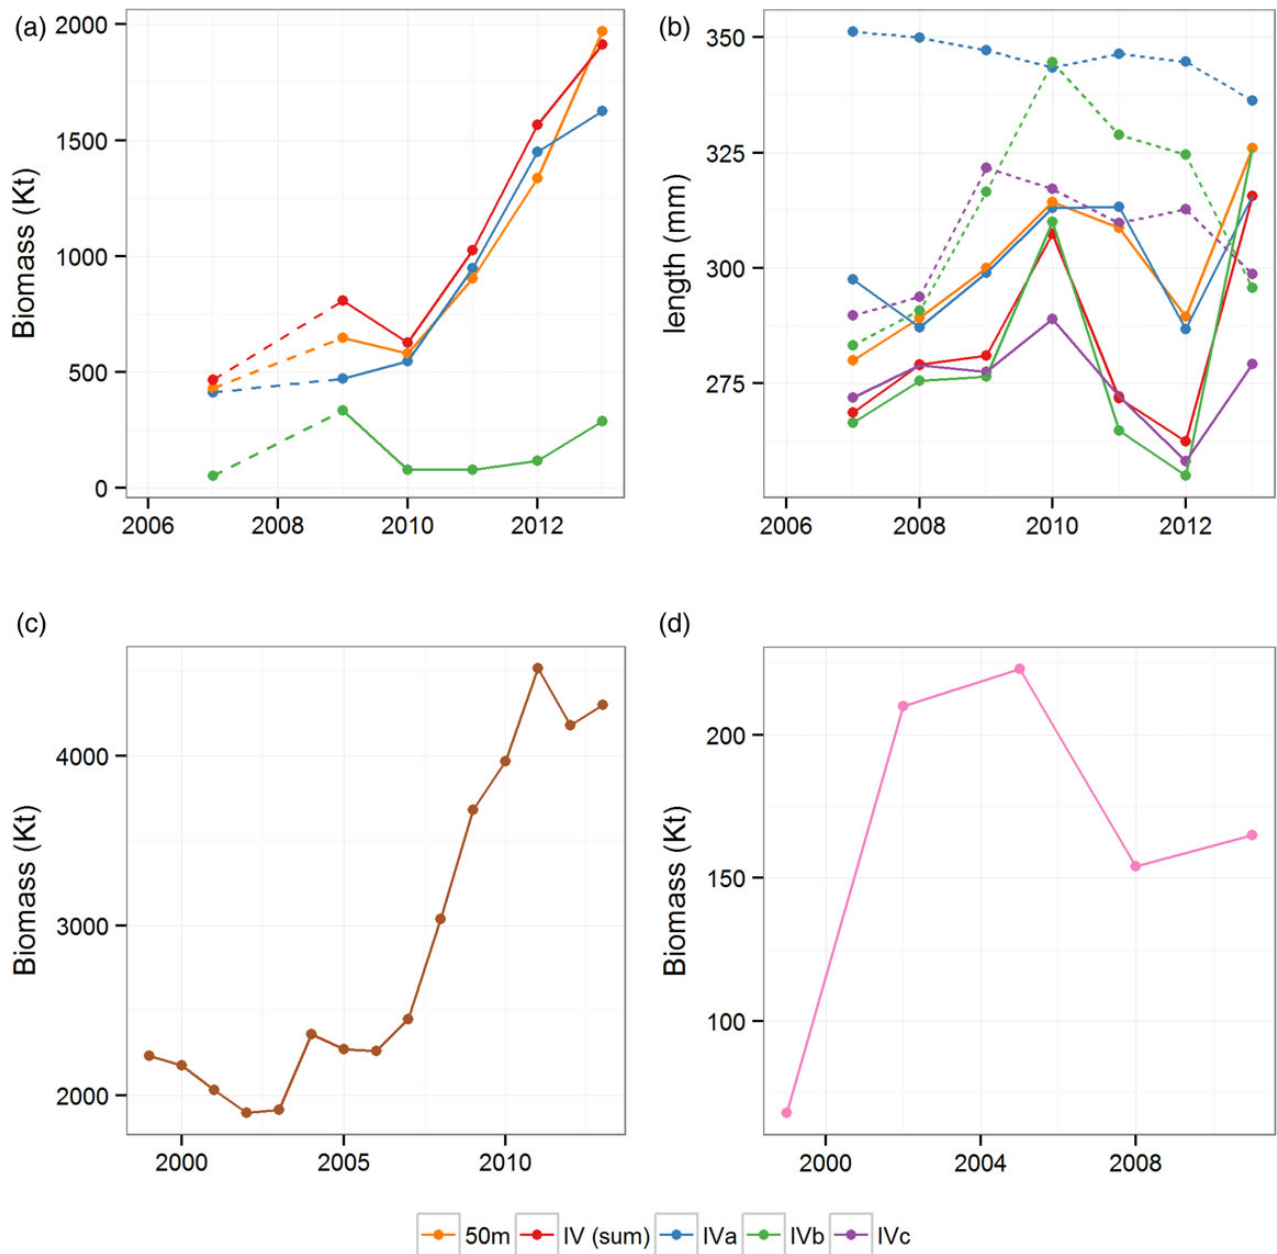 (a)
Biomass (Kt)
2000
1500
1000
500
0
2006 2008 2010 2012
(b)
length (mm)
350
325
300
275
2006 2008 2010 2012
(c)
Biomass (Kt)
4000
3000
2000
2000 2005 2010
(d)
Biomass (Kt)
200
150
100
2000 2004 2008
50m IV (sum) IVa IVb IVc